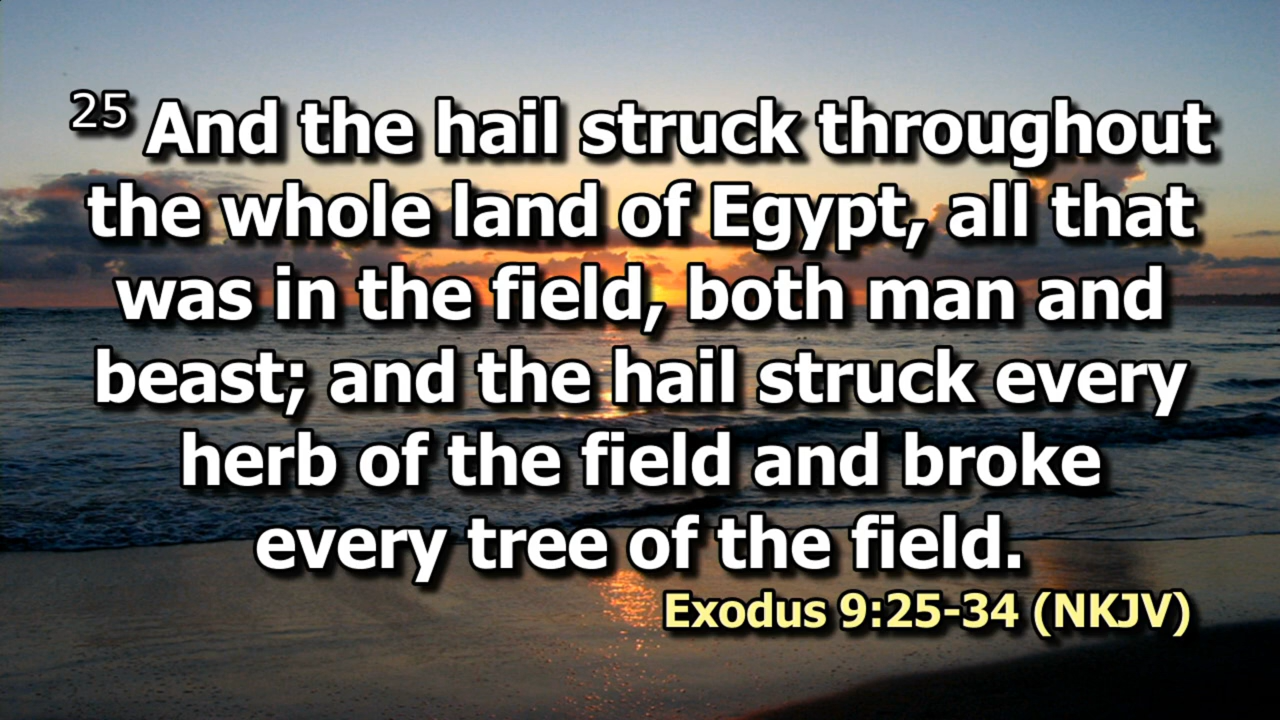 25 And the hail struck throughout
the whole land of Egypt, all that
was in the field, both man and
beast; and the hail struck every
herb of the field and broke
every tree of the field.
Exodus 9:25-34 (NKJV)